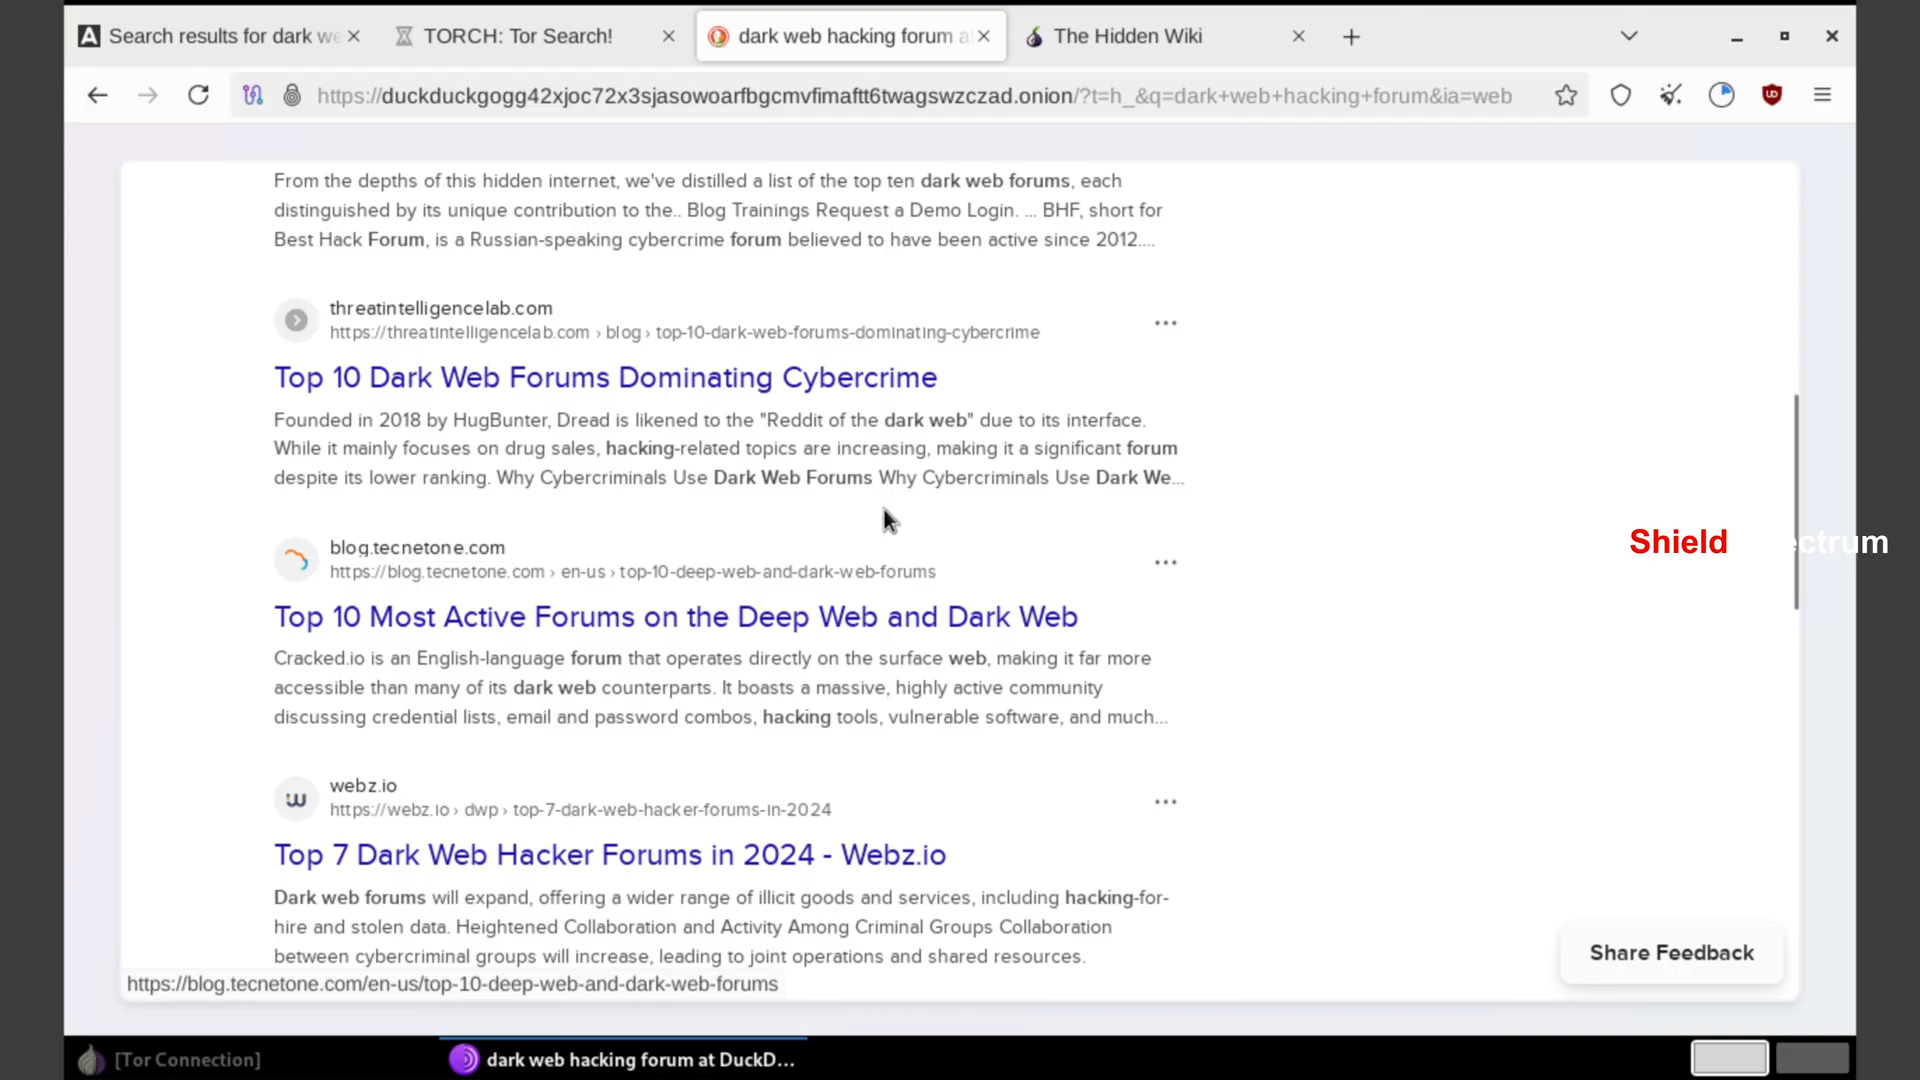 Search results for dark we
TORCH: Tor Search!
dark web hacking forum a
The Hidden Wiki
https://duckduckgogg42xjoc72x3sjasowoarfbgcmvfimaftt6twagswzczad.onion/?t=h_&q=dark+web+hacking+forum&ia=web
From the depths of this hidden internet, we've distilled a list of the top ten dark web forums, each
distinguished by its unique contribution to the.. Blog Trainings Request a Demo Login. ... BHF, short for
Best Hack Forum, is a Russian-speaking cybercrime forum believed to have been active since 2012....
threatintelligencelab.com
https://threatintelligencelab.com › blog › top-10-dark-web-forums-dominating-cybercrime
Top 10 Dark Web Forums Dominating Cybercrime
Founded in 2018 by HugBunter, Dread is likened to the "Reddit of the dark web" due to its interface.
While it mainly focuses on drug sales, hacking-related topics are increasing, making it a significant forum
despite its lower ranking. Why Cybercriminals Use Dark Web Forums Why Cybercriminals Use Dark We...
Shield ectrum
blog.tecnetone.com
https://blog.tecnetone.com › en-us › top-10-deep-web-and-dark-web-forums
Top 10 Most Active Forums on the Deep Web and Dark Web
Cracked.io is an English-language forum that operates directly on the surface web, making it far more
accessible than many of its dark web counterparts. It boasts a massive, highly active community
discussing credential lists, email and password combos, hacking tools, vulnerable software, and much...
webz.io
https://webz.io › dwp › top-7-dark-web-hacker-forums-in-2024
Top 7 Dark Web Hacker Forums in 2024 - Webz.io
Dark web forums will expand, offering a wider range of illicit goods and services, including hacking-for-
hire and stolen data. Heightened Collaboration and Activity Among Criminal Groups Collaboration
between cybercriminal groups will increase, leading to joint operations and shared resources.
Share Feedback
https://blog.tecnetone.com/en-us/top-10-deep-web-and-dark-web-forums
[Tor Connection]
dark web hacking forum at DuckD...